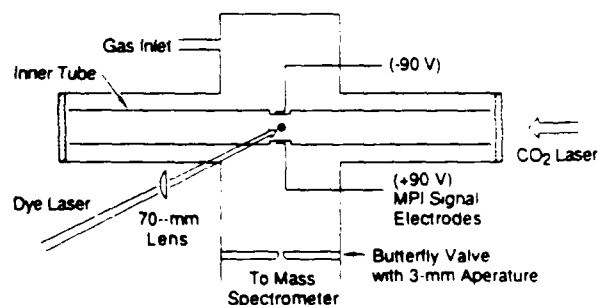 Gas Inlet
Inner Tube
(-90 V)
CO2 Laser
(+90 V)
MPI Signal
Electrodes
Dye Laser
70--mm
Lens
Butterfly Valve
with 3-mm Aperature
To Mass
Spectrometer